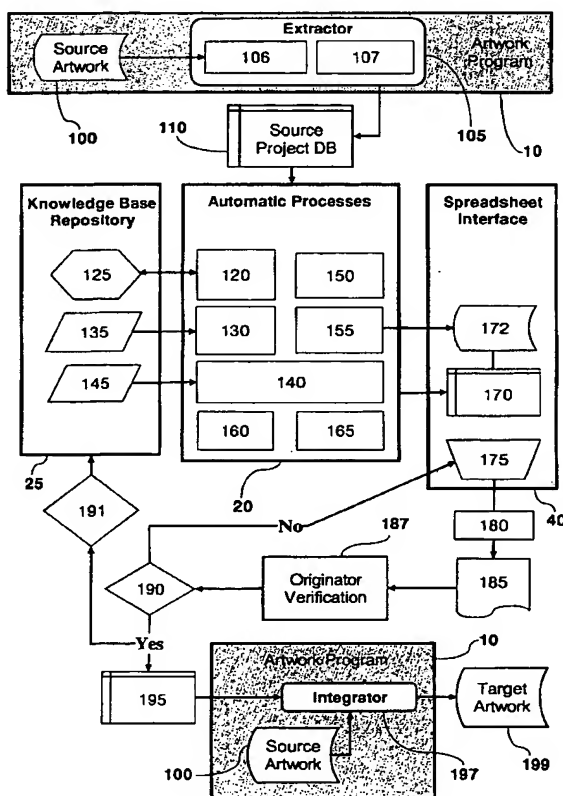 Extractor
Source
Artwork
106
107
Artwork
Program
100
105
10
110
Source
Project DB
Knowledge Base
Repository
Automatic Processes
Spreadsheet
Interface
125
120
150
135
130
155
172
145
140
170
160
165
175
25
20
40
191
No
187
180
190
Originator
Verification
185
Yes
10
Artwork Program
195
Integrator
Target
Artwork
Source
Artwork
100
197
199